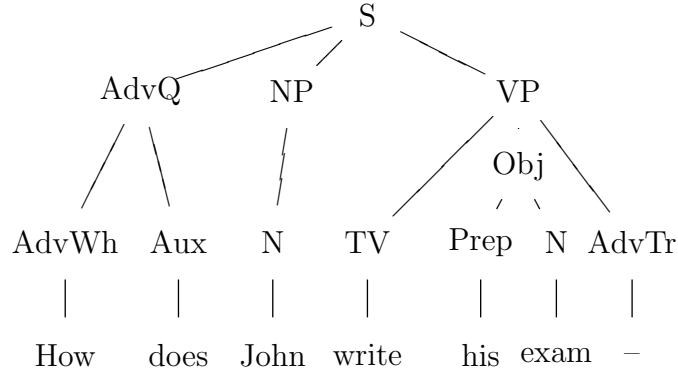 S
AdvQ NP VP
Obj
AdvWh Aux N TV Prep N AdvTr
How does John write his exam –